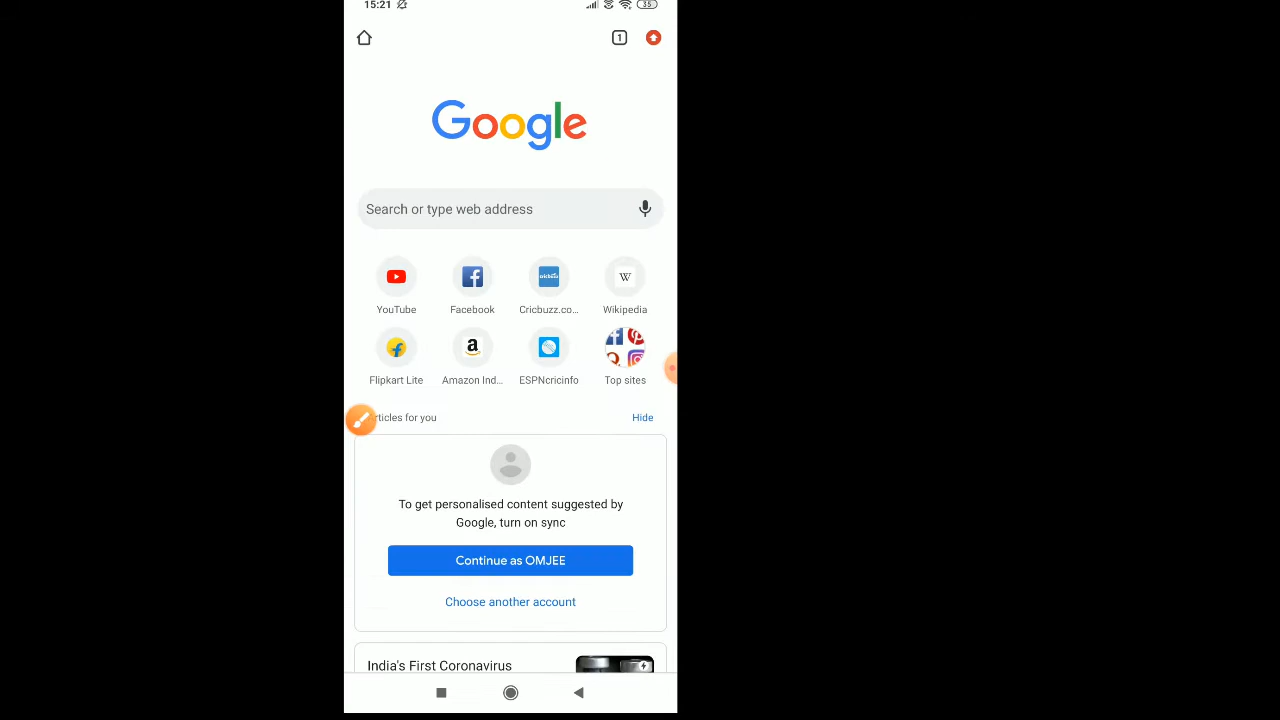 15:21
35
1
Google
Search or type web address
YouTube
Facebook
Cricbuzz.co...
Wikipedia
Flipkart Lite
Amazon Ind...
ESPNcricinfo
Top sites
rticles for you
Hide
To get personalised content suggested by
Google, turn on sync
Continue as OMJEE
Choose another account
India's First Coronavirus